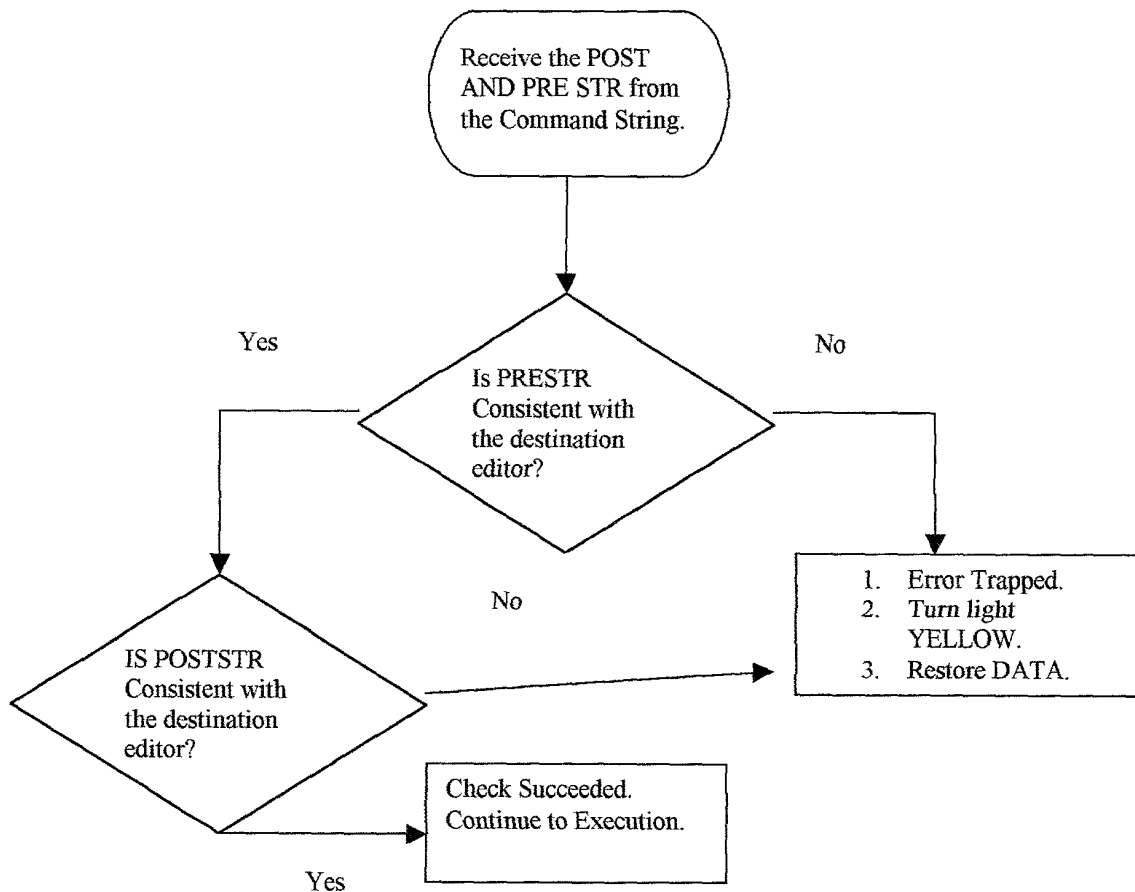 Receive the POST
AND PRE STR from
the Command String.
Yes
No
Is PRESTR
Consistent with
the destination
editor?
No
1. Error Trapped.
2. Turn light
YELLOW.
3. Restore DATA.
IS POSTSTR
Consistent with
the destination
editor?
Check Succeeded.
Continue to Execution.
Yes